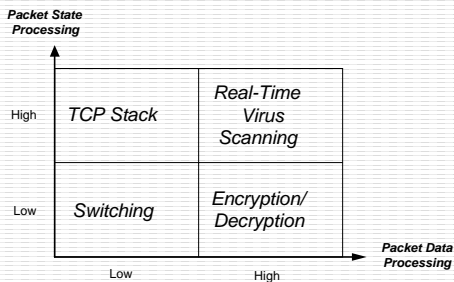 Packet State
Processing
High
TCP Stack
Real-Time
Virus
Scanning
Low
Switching
Encryption/
Decryption
Packet Data
Processing
Low
High